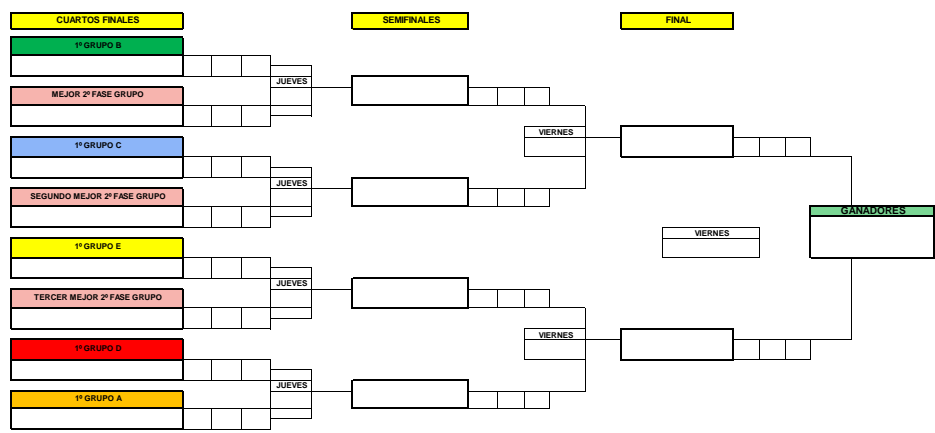 CUARTOS FINALES
SEMIFINALES
FINAL
1º GRUPO B
JUEVES
MEJOR 2º FASE GRUPO
VIERNES
1º GRUPO C
JUEVES
SEGUNDO MEJOR 2º FASE GRUPO
GANADORES
VIERNES
1º GRUPO E
JUEVES
TERCER MEJOR 2º FASE GRUPO
VIERNES
1º GRUPO D
JUEVES
1º GRUPO A